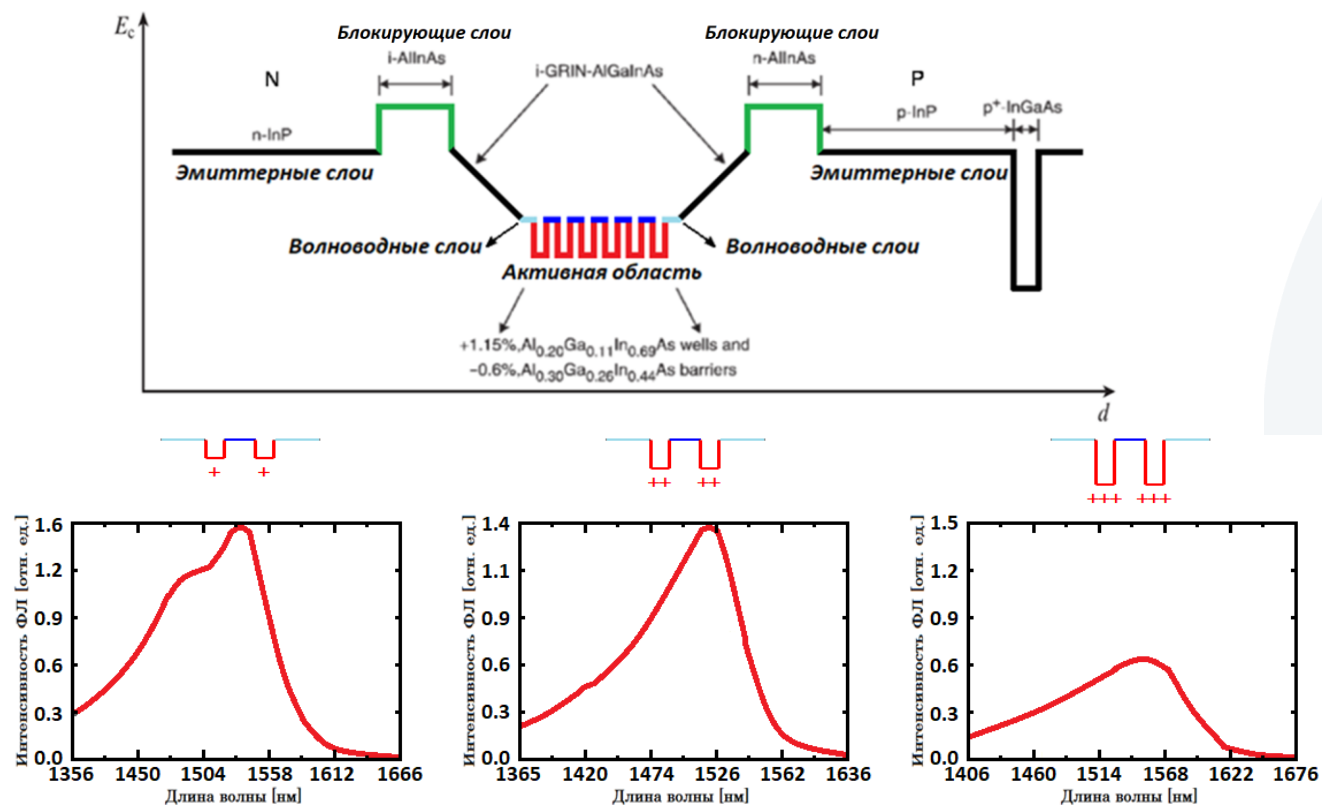 E_c
Блокирующие слои
i-AlInAs
N
n-InP
Эмиттерные слои
i-GRIN-AlGaInAs
Блокирующие слои
n-AlInAs
P
p-InP
p⁺-InGaAs
Эмиттерные слои
Волноводные слои
Волноводные слои
Активная область
+1.15%,Al₀.₂₀Ga₀.₁₁In₀.₆₉As wells and
−0.6%,Al₀.₃₀Ga₀.₂₆In₀.₄₄As barriers
d
+ +
++ ++
+++ +++
Интенсивность ФЛ [отн. ед.]
1.6
1.2
0.9
0.6
0.3
0.0
1356 1450 1504 1558 1612 1666
Длина волны [нм]
Интенсивность ФЛ [отн. ед.]
1.4
1.1
0.9
0.6
0.3
0.0
1365 1420 1474 1526 1562 1636
Длина волны [нм]
Интенсивность ФЛ [отн. ед.]
1.5
1.2
0.9
0.6
0.3
0.0
1406 1460 1514 1568 1622 1676
Длина волны [нм]